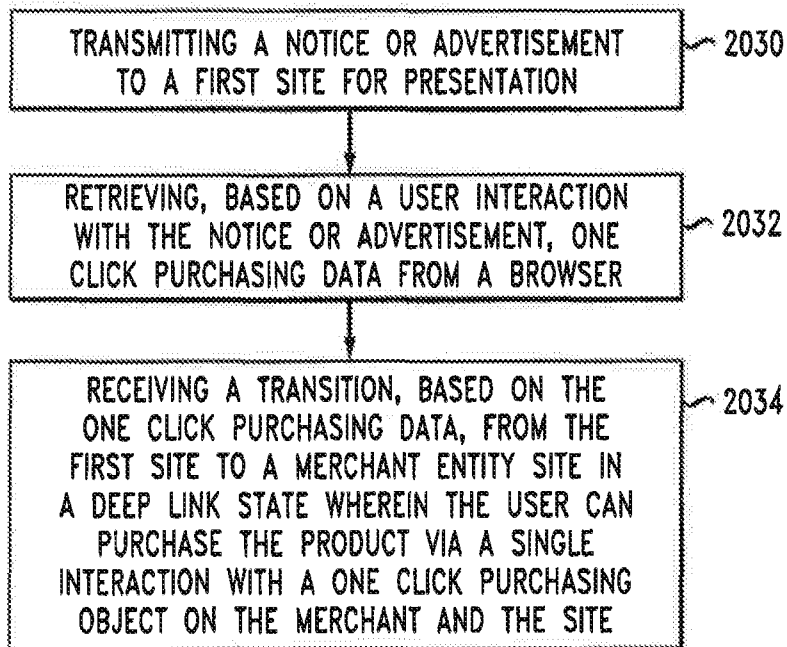 TRANSMITTING A NOTICE OR ADVERTISEMENT
TO A FIRST SITE FOR PRESENTATION
2030
RETRIEVING, BASED ON A USER INTERACTION
WITH THE NOTICE OR ADVERTISEMENT, ONE
CLICK PURCHASING DATA FROM A BROWSER
2032
RECEIVING A TRANSITION, BASED ON THE
ONE CLICK PURCHASING DATA, FROM THE
FIRST SITE TO A MERCHANT ENTITY SITE IN
A DEEP LINK STATE WHEREIN THE USER CAN
PURCHASE THE PRODUCT VIA A SINGLE
INTERACTION WITH A ONE CLICK PURCHASING
OBJECT ON THE MERCHANT AND THE SITE
2034